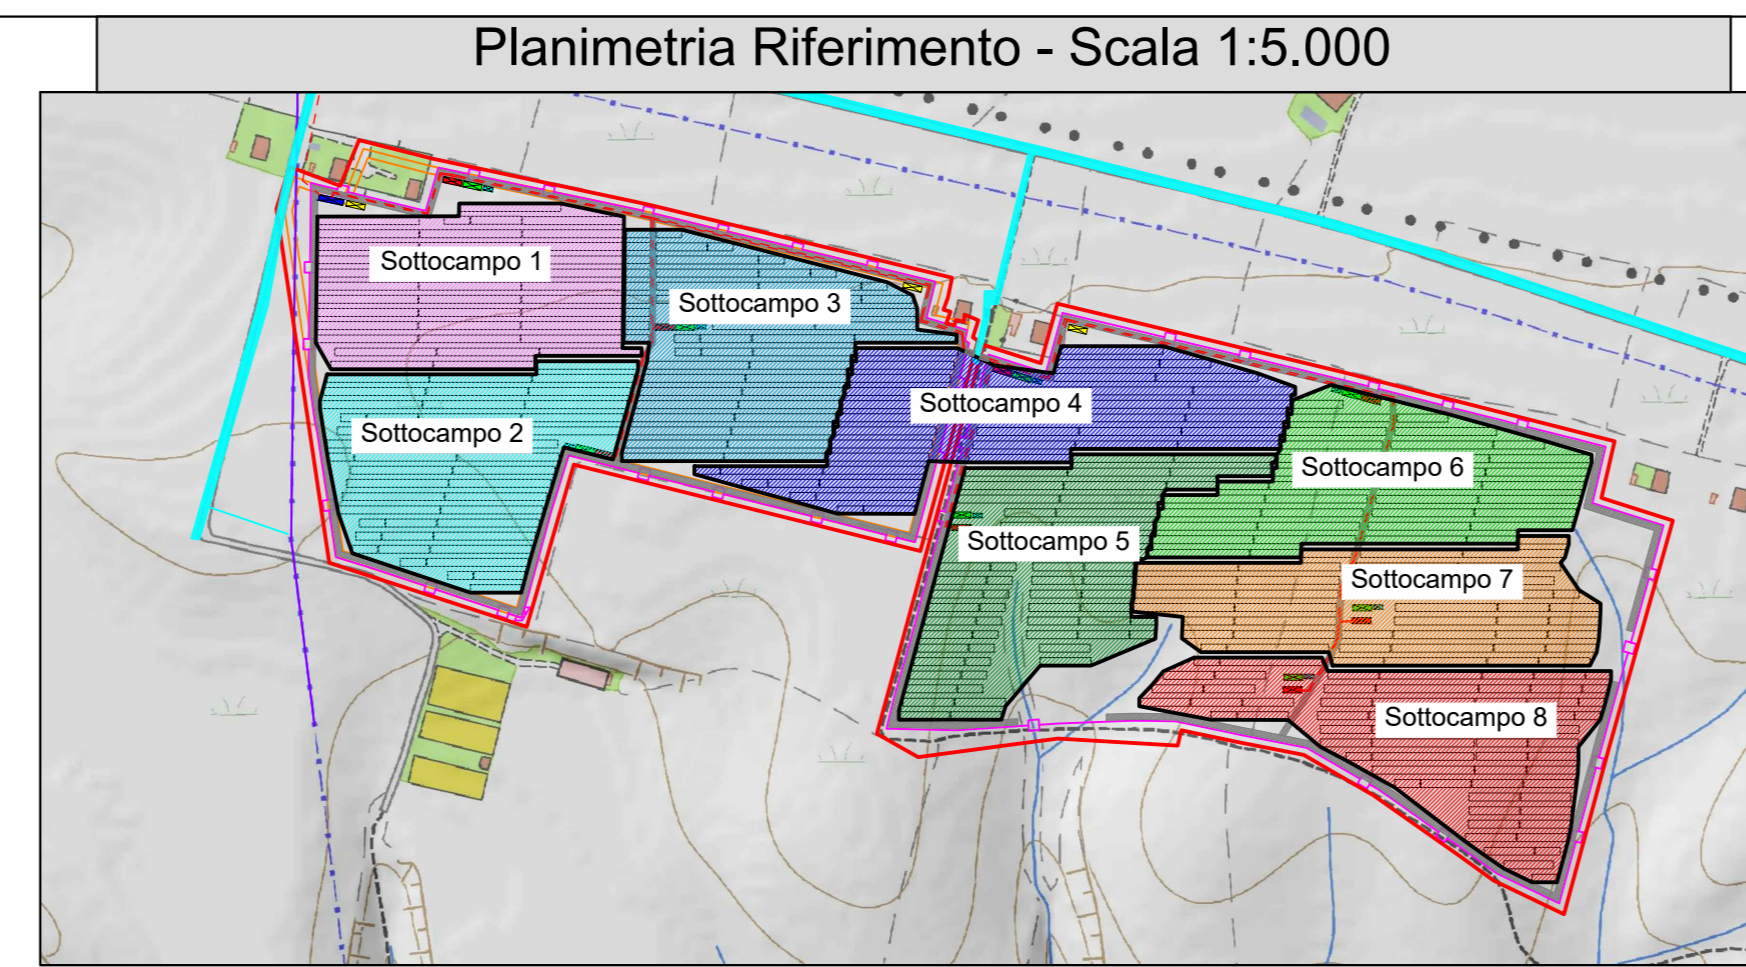 Planimetria Riferimento - Scala 1:5.000
Sottocampo 1
Sottocampo 3
Sottocampo 4
Sottocampo 2
Sottocampo 6
Sottocampo 5
Sottocampo 7
Sottocampo 8